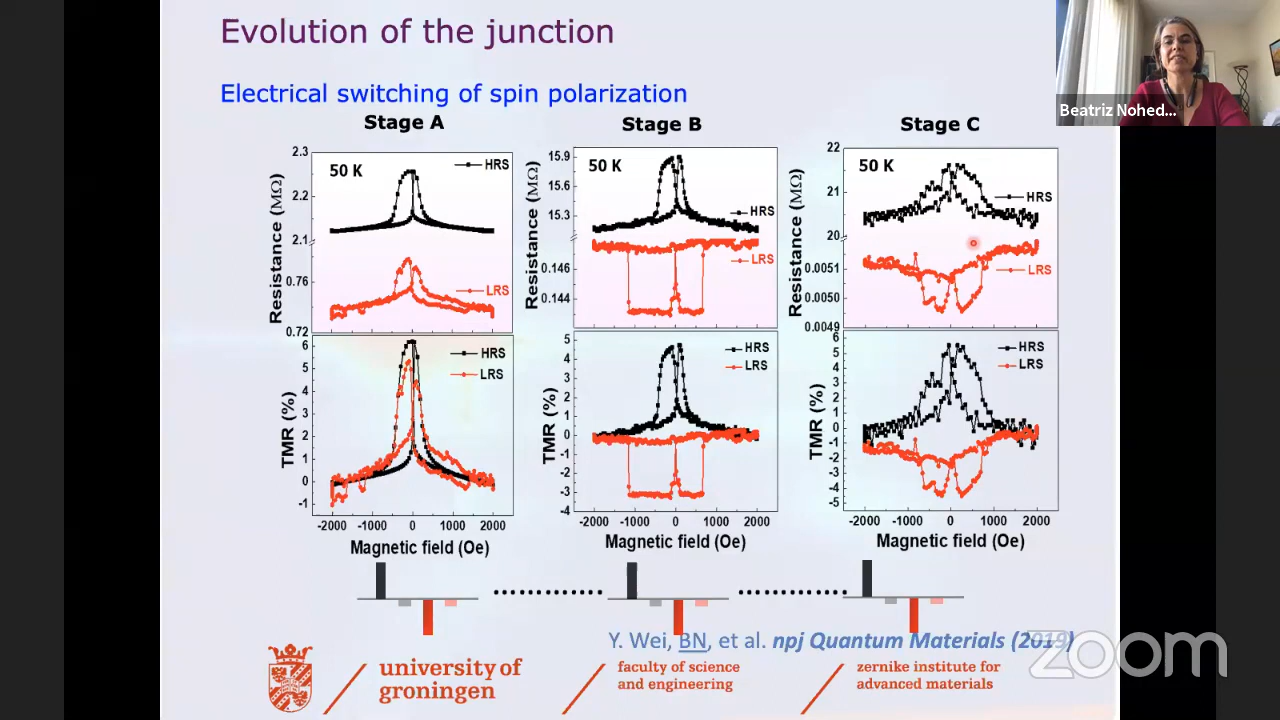 Evolution of the junction
Electrical switching of spin polarization
Beatriz Nohed...
Stage A
Stage B
Stage C
2.3
2.2
2.1
0.76
0.72
Resistance (MΩ)
50 K
HRS
LRS
15.9
15.6
15.3
0.146
0.144
Resistance (MΩ)
50 K
HRS
LRS
22
21
20
0.0051
0.0050
0.0049
Resistance (MΩ)
50 K
HRS
LRS
6
5
4
3
2
1
0
-1
TMR (%)
HRS
LRS
-2000 -1000 0 1000 2000
Magnetic field (Oe)
5
4
3
2
1
0
-1
-2
-3
-4
TMR (%)
HRS
LRS
-2000 -1000 0 1000 2000
Magnetic field (Oe)
6
5
4
3
2
1
0
-1
-2
-3
-4
-5
TMR (%)
HRS
LRS
-2000 -1000 0 1000 2000
Magnetic field (Oe)
Y. Wei, BN, et al. npj Quantum Materials (2019)
university of
groningen
faculty of science
and engineering
zernike institute for
advanced materials
zoom